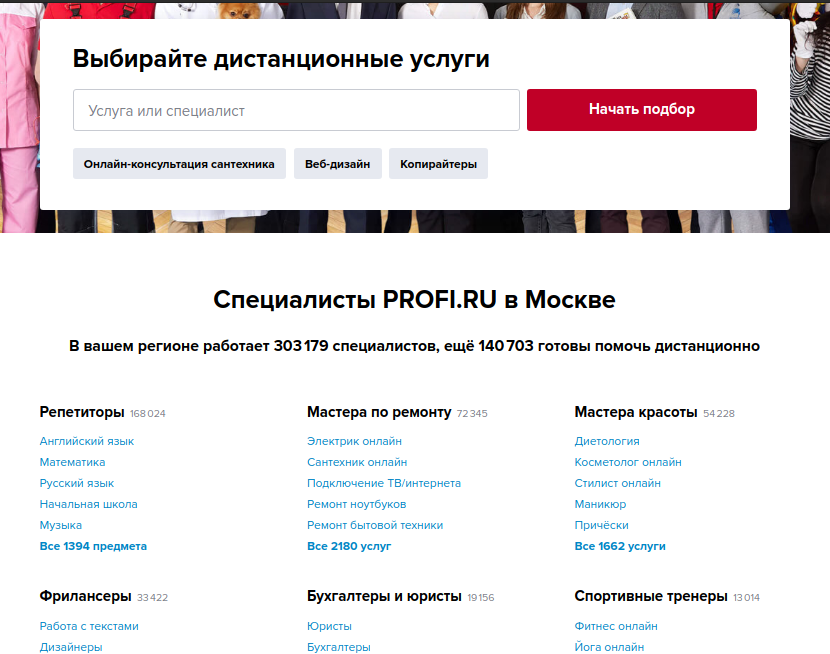 Выбирайте дистанционные услуги
Услуга или специалист
Начать подбор
Онлайн-консультация сантехника Веб-дизайн Копирайтеры
Специалисты PROFI.RU в Москве
В вашем регионе работает 303 179 специалистов, ещё 140 703 готовы помочь дистанционно
Репетиторы 168 024
Английский язык
Математика
Русский язык
Начальная школа
Музыка
Все 1394 предмета
Мастера по ремонту 72 345
Электрик онлайн
Сантехник онлайн
Подключение ТВ/интернета
Ремонт ноутбуков
Ремонт бытовой техники
Все 2180 услуг
Мастера красоты 54 228
Диетология
Косметолог онлайн
Стилист онлайн
Маникюр
Причёски
Все 1662 услуги
Фрилансеры 33 422
Работа с текстами
Дизайнеры
Бухгалтеры и юристы 19 156
Юристы
Бухгалтеры
Спортивные тренеры 13 014
Фитнес онлайн
Йога онлайн